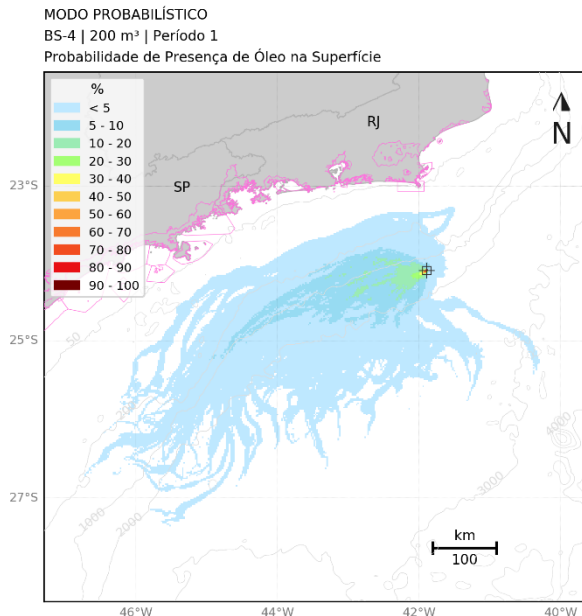 MODO PROBABILÍSTICO
BS-4 | 200 m³ | Período 1
Probabilidade de Presença de Óleo na Superfície
%
< 5
5 - 10
10 - 20
20 - 30
30 - 40
40 - 50
50 - 60
60 - 70
70 - 80
80 - 90
90 - 100
RJ
N
SP
23°S
50
25°S
200
4000
27°S
3000
1000
2000
km
100
46°W
44°W
42°W
40°W